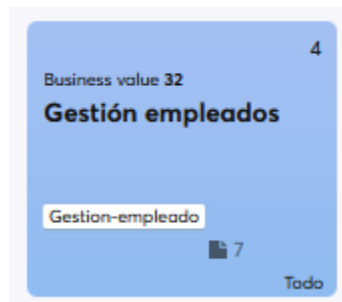 4
Business value 32
Gestión empleados
Gestion-empleado
7
Todo